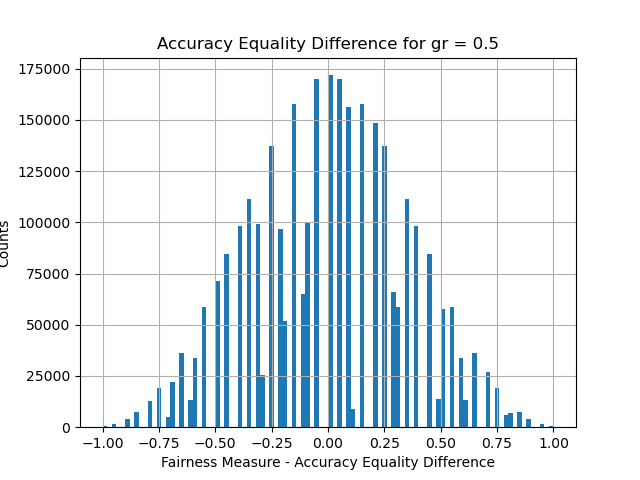 Accuracy Equality Difference for gr = 0.5
175000
150000
125000
100000
75000
50000
25000
0
Counts
−1.00 −0.75 −0.50 −0.25 0.00 0.25 0.50 0.75 1.00
Fairness Measure - Accuracy Equality Difference